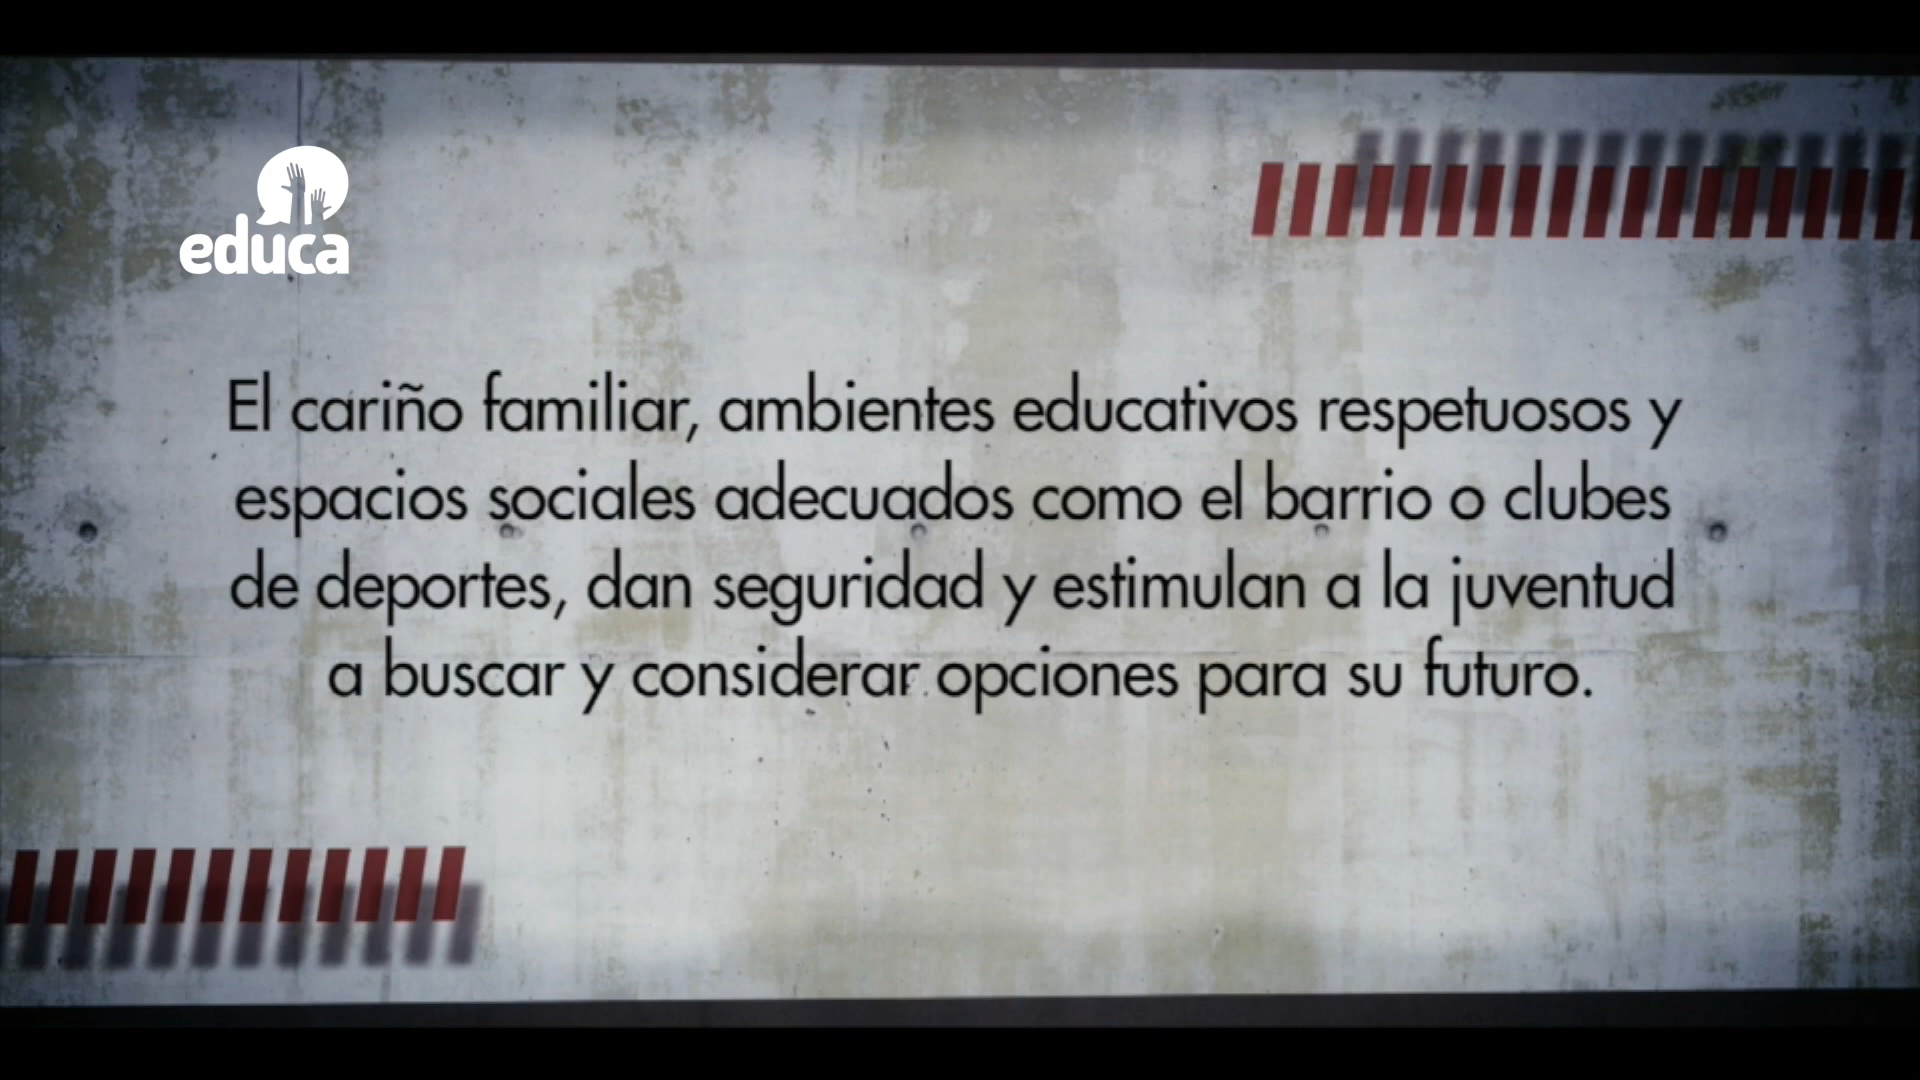 educa
El cariño familiar, ambientes educativos respetuosos y
espacios sociales adecuados como el barrio o clubes
de deportes, dan seguridad y estimulan a la juventud
a buscar y considerar opciones para su futuro.